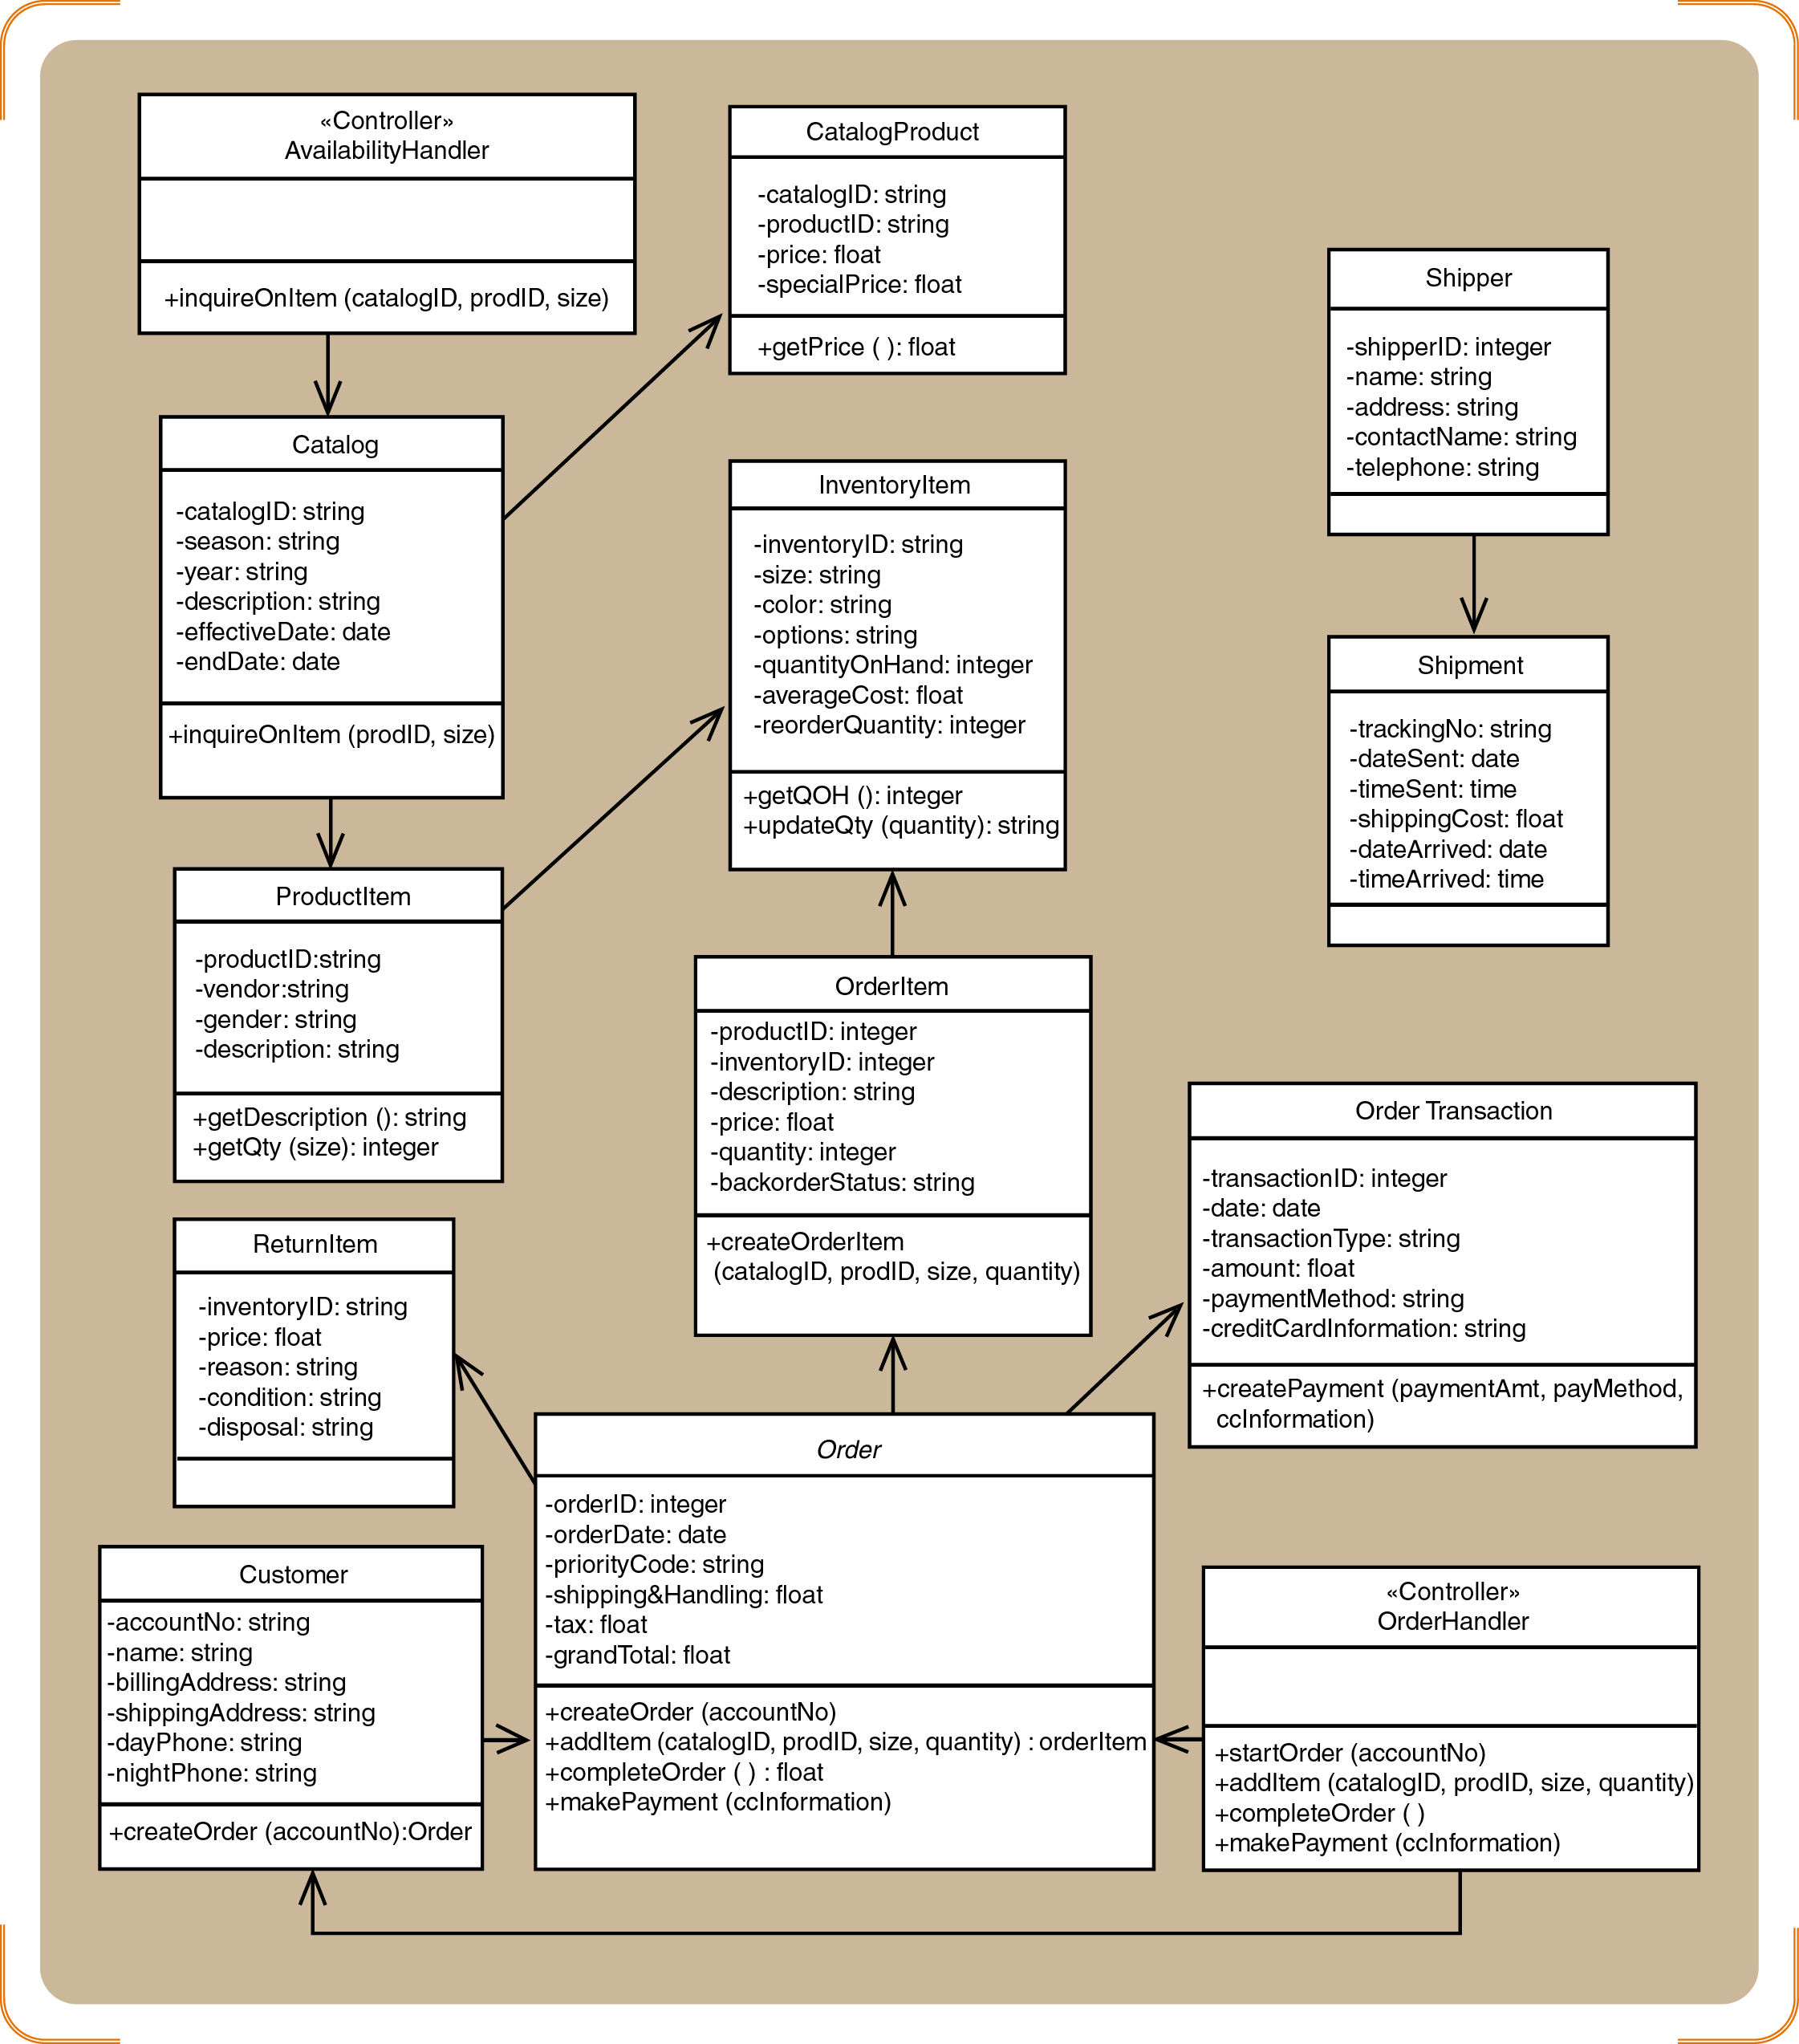 «Controller»
AvailabilityHandler
+inquireOnItem (catalogID, prodID, size)
CatalogProduct
-catalogID: string
-productID: string
-price: float
-specialPrice: float
+getPrice ( ): float
Shipper
-shipperID: integer
-name: string
-address: string
-contactName: string
-telephone: string
Catalog
-catalogID: string
-season: string
-year: string
-description: string
-effectiveDate: date
-endDate: date
+inquireOnItem (prodID, size)
InventoryItem
-inventoryID: string
-size: string
-color: string
-options: string
-quantityOnHand: integer
-averageCost: float
-reorderQuantity: integer
+getQOH (): integer
+updateQty (quantity): string
Shipment
-trackingNo: string
-dateSent: date
-timeSent: time
-shippingCost: float
-dateArrived: date
-timeArrived: time
ProductItem
-productID:string
-vendor:string
-gender: string
-description: string
+getDescription (): string
+getQty (size): integer
OrderItem
-productID: integer
-inventoryID: integer
-description: string
-price: float
-quantity: integer
-backorderStatus: string
+createOrderItem
(catalogID, prodID, size, quantity)
Order Transaction
-transactionID: integer
-date: date
-transactionType: string
-amount: float
-paymentMethod: string
-creditCardInformation: string
+createPayment (paymentAmt, payMethod,
ccInformation)
ReturnItem
-inventoryID: string
-price: float
-reason: string
-condition: string
-disposal: string
Order
-orderID: integer
-orderDate: date
-priorityCode: string
-shipping&Handling: float
-tax: float
-grandTotal: float
+createOrder (accountNo)
+addItem (catalogID, prodID, size, quantity) : orderItem
+completeOrder ( ) : float
+makePayment (ccInformation)
Customer
-accountNo: string
-name: string
-billingAddress: string
-shippingAddress: string
-dayPhone: string
-nightPhone: string
+createOrder (accountNo):Order
«Controller»
OrderHandler
+startOrder (accountNo)
+addItem (catalogID, prodID, size, quantity)
+completeOrder ( )
+makePayment (ccInformation)